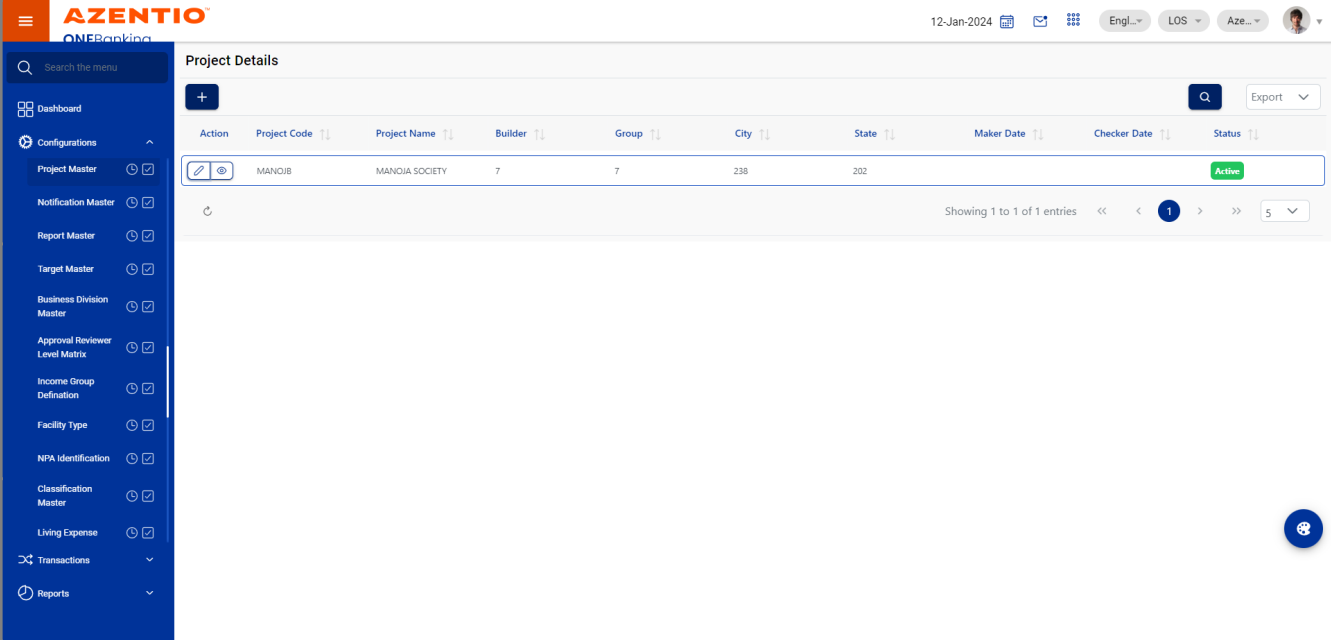 AZENTIO™
ONEBanking
12-Jan-2024
Engl...
LOS
Aze...
Search the menu
Dashboard
Configurations
Project Master
Notification Master
Report Master
Target Master
Business Division
Master
Approval Reviewer
Level Matrix
Income Group
Defination
Facility Type
NPA Identification
Classification
Master
Living Expense
Transactions
Reports
Project Details
+
Export
Action Project Code Project Name Builder Group City State Maker Date Checker Date Status
MANOJB MANOJA SOCIETY 7 7 238 202 Active
Showing 1 to 1 of 1 entries << < 1 > >> 5